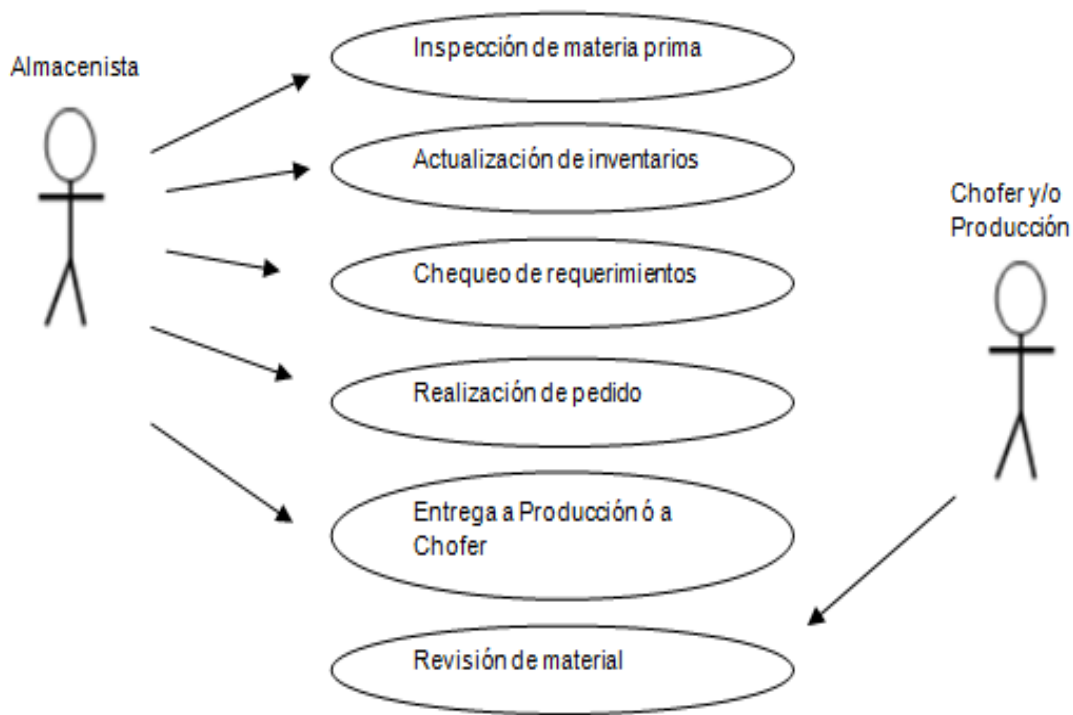 Almacenista
Inspección de materia prima
Actualización de inventarios
Chequeo de requerimientos
Realización de pedido
Entrega a Producción ó a
Chofer
Revisión de material
Chofer y/o
Producción